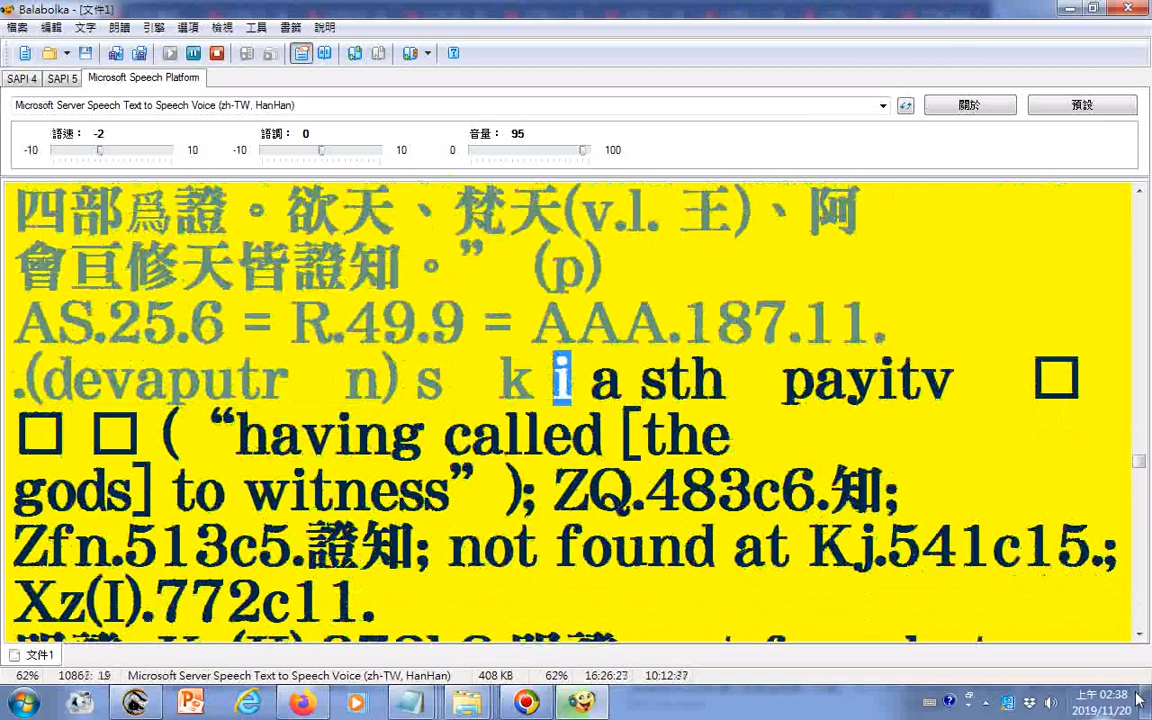 Balabolka - [文件1]
檔案 編輯 文字 朗讀 引擎 選項 檢視 工具 書籤 說明
SAPI 4 SAPI 5 Microsoft Speech Platform
Microsoft Server Speech Text to Speech Voice (zh-TW, HanHan) 關於 預設
語速： -2 語調： 0 音量： 95
-10 10 -10 10 0 100
四部爲證。欲天、梵天(v.l. 王)、阿
會亘修天皆證知。” (p)
AS.25.6 = R.49.9 = AAA.187.11.
.(devaputr n) s k i a sth payitv □
□ □ (“having called [the
gods] to witness” ); ZQ.483c6.知;
Zfn.513c5.證知; not found at Kj.541c15.;
Xz(I).772c11.
文件1
62% Microsoft Server Speech Text to Speech Voice (zh-TW, HanHan) 408 KB 62% 16:26:23 10:12:37
上午 02:38
2019/11/20